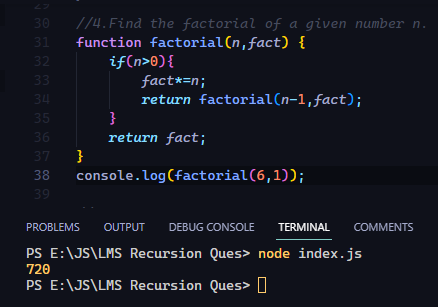 29
30 //4.Find the factorial of a given number n.
31 function factorial(n,fact) {
32 if(n>0){
33 fact*=n;
34 return factorial(n-1,fact);
35 }
36 return fact;
37 }
38 console.log(factorial(6,1));
39
PROBLEMS OUTPUT DEBUG CONSOLE TERMINAL COMMENTS
PS E:\JS\LMS Recursion Ques> node index.js
720
PS E:\JS\LMS Recursion Ques>